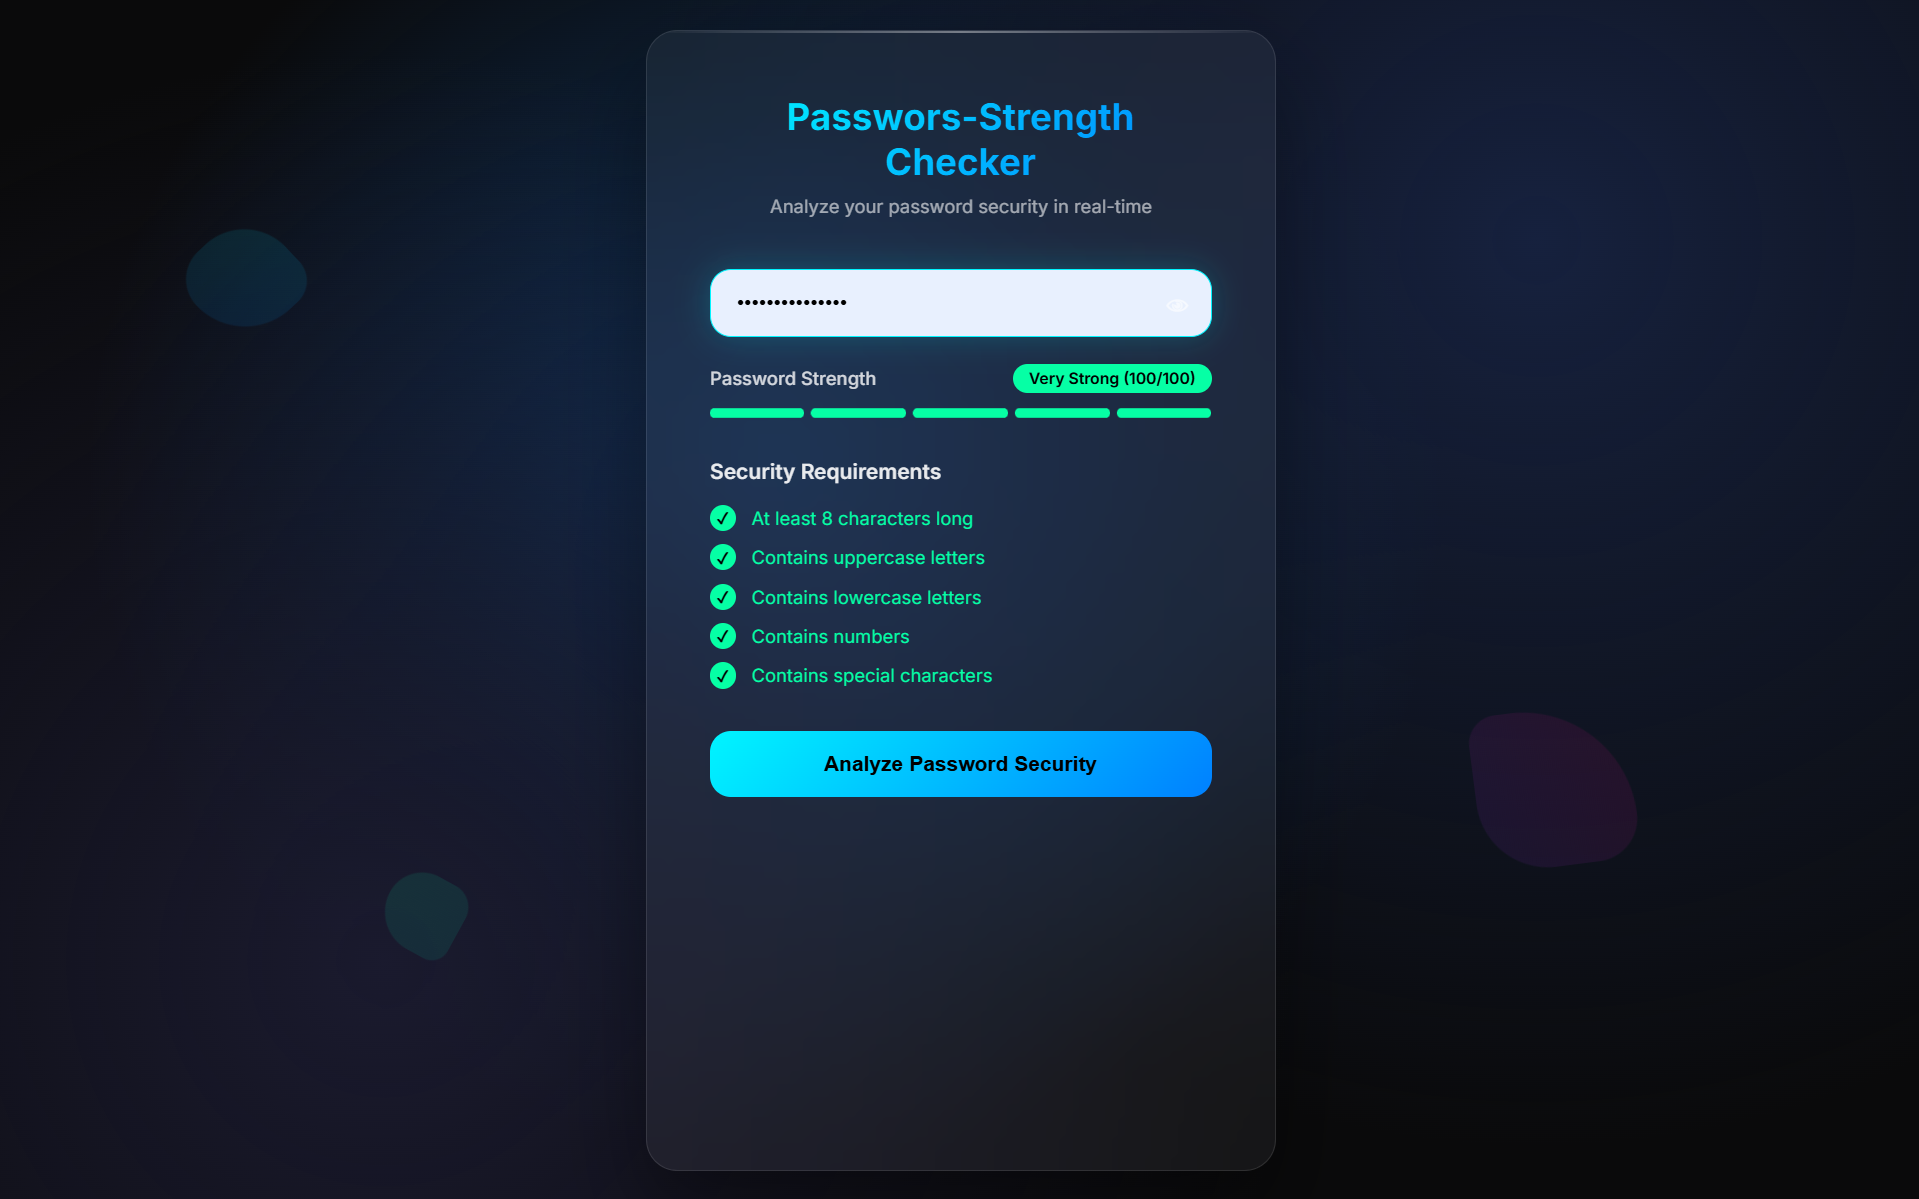 Passwors-Strength
Checker
Analyze your password security in real-time
•••••••••••••••
Password Strength
Very Strong (100/100)
Security Requirements
✓ At least 8 characters long
✓ Contains uppercase letters
✓ Contains lowercase letters
✓ Contains numbers
✓ Contains special characters
Analyze Password Security